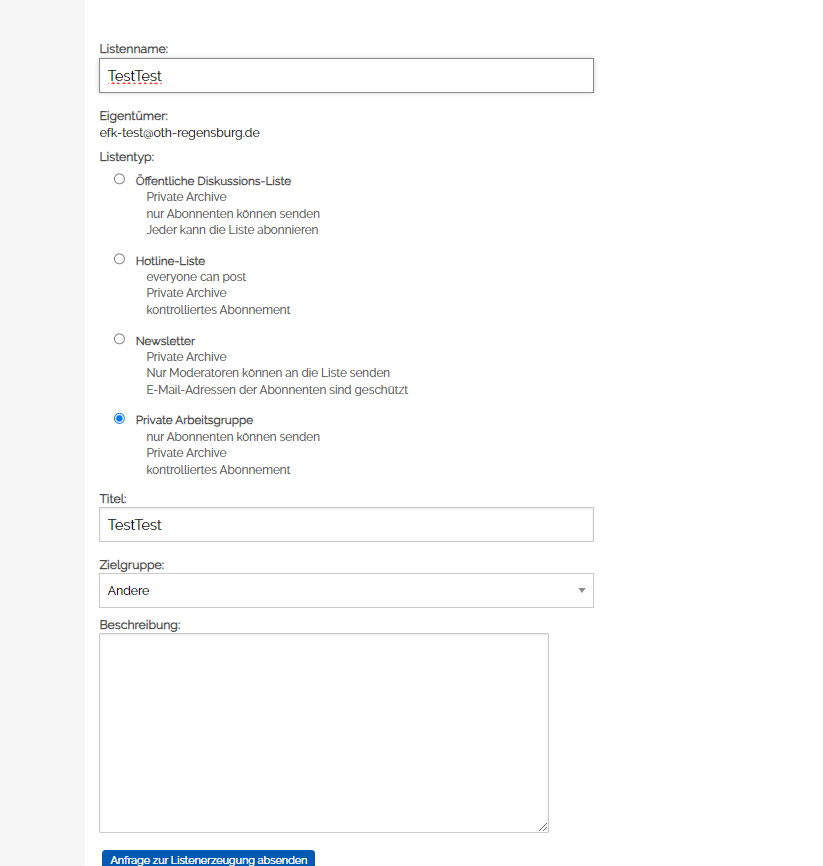 Listenname:
TestTest
Eigentümer:
efk-test@oth-regensburg.de
Listentyp:
Öffentliche Diskussions-Liste
Private Archive
nur Abonnenten können senden
Jeder kann die Liste abonnieren
Hotline-Liste
everyone can post
Private Archive
kontrolliertes Abonnement
Newsletter
Private Archive
Nur Moderatoren können an die Liste senden
E-Mail-Adressen der Abonnenten sind geschützt
Private Arbeitsgruppe
nur Abonnenten können senden
Private Archive
kontrolliertes Abonnement
Titel:
TestTest
Zielgruppe:
Andere
Beschreibung:
Anfrage zur Listenerzeugung absenden